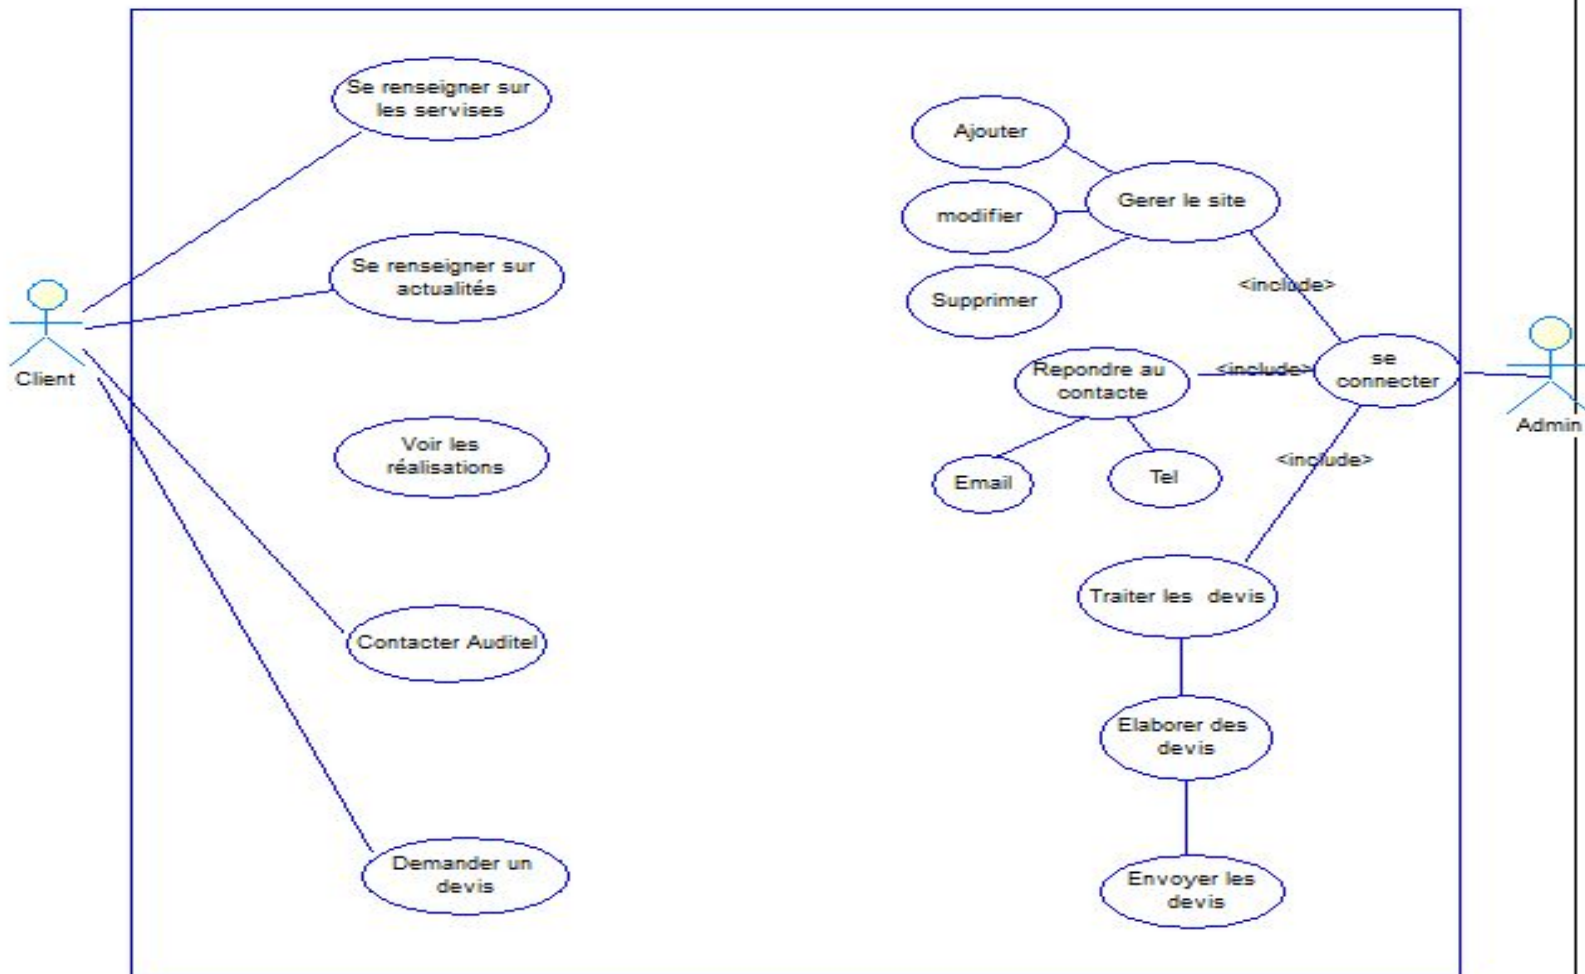 Se renseigner sur
les servises
Ajouter
Gerer le site
modifier
Se renseigner sur
actualités
Supprimer
<include>
Client
Repondre au
contacte
<include>
se
connecter
Admin
Voir les
réalisations
Email
Tel
<include>
Traiter les devis
Contacter Auditel
Elaborer des
devis
Demander un
devis
Envoyer les
devis